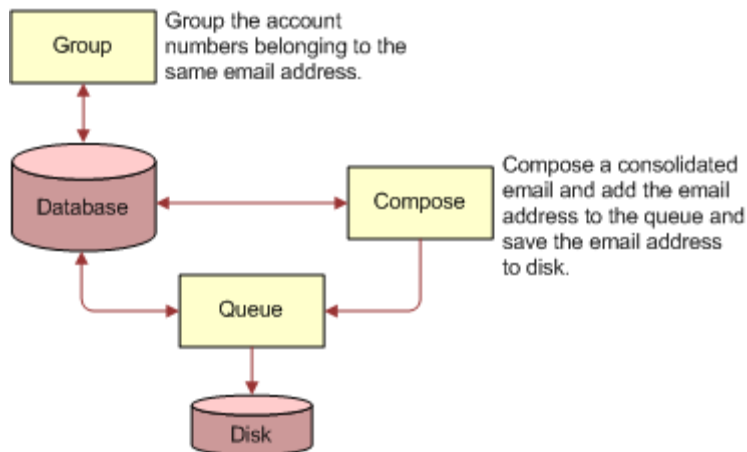 Group
Group the account
numbers belonging to the
same email address.
Database
Compose
Compose a consolidated
email and add the email
address to the queue and
save the email address
to disk.
Queue
Disk